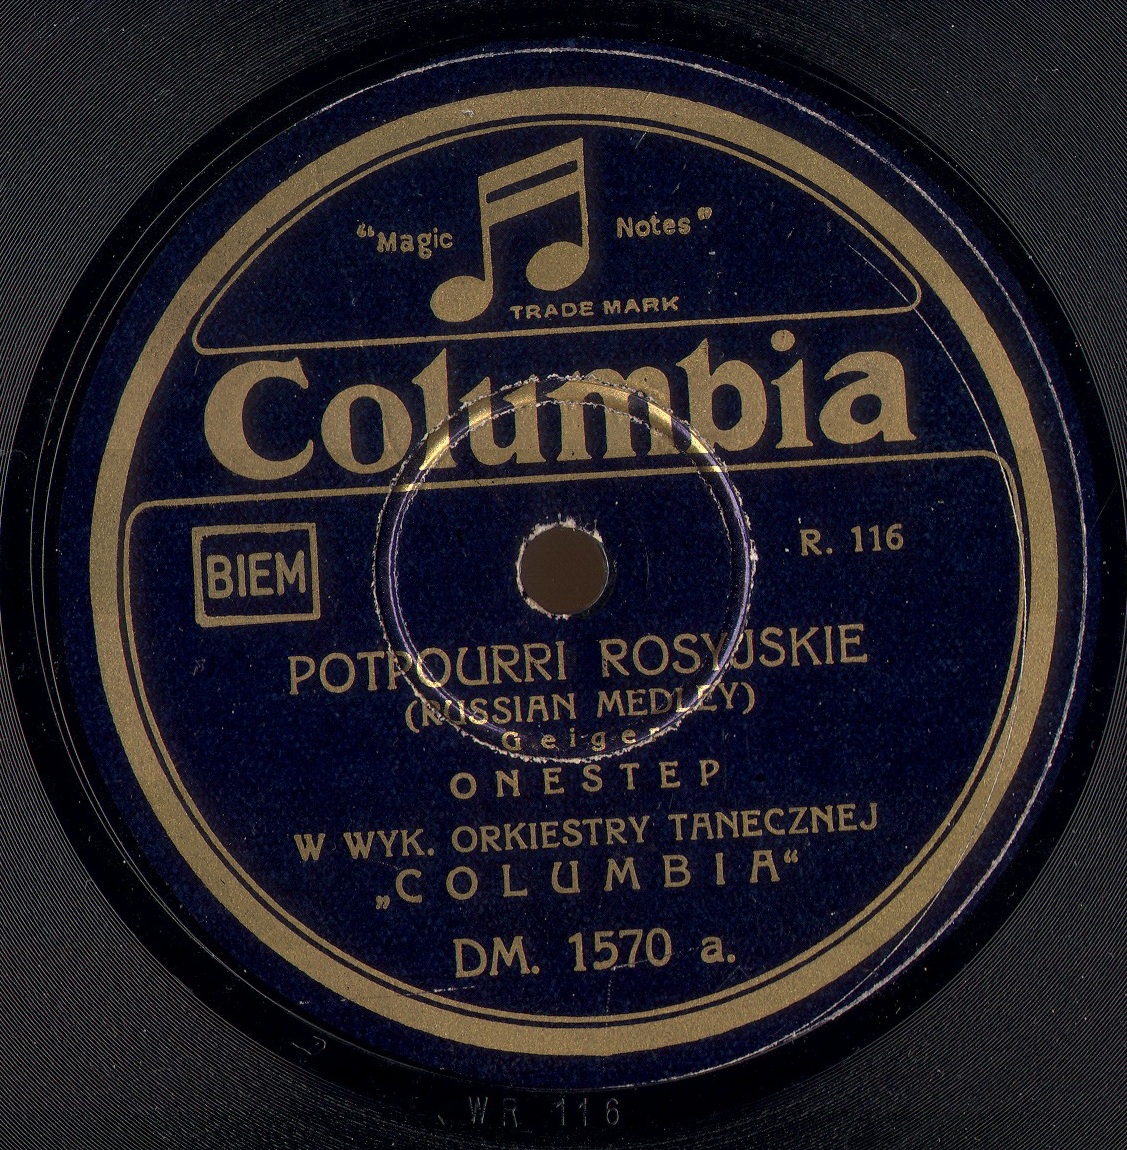 “Magic Notes”
TRADE MARK
Columbia
BIEM
R. 116
POTPOURRI ROSYJSKIE
(RUSSIAN MEDLEY)
Geiger
ONESTEP
W WYK. ORKIESTRY TANECZNEJ
„COLUMBIA“
DM. 1570 a.
WR 116